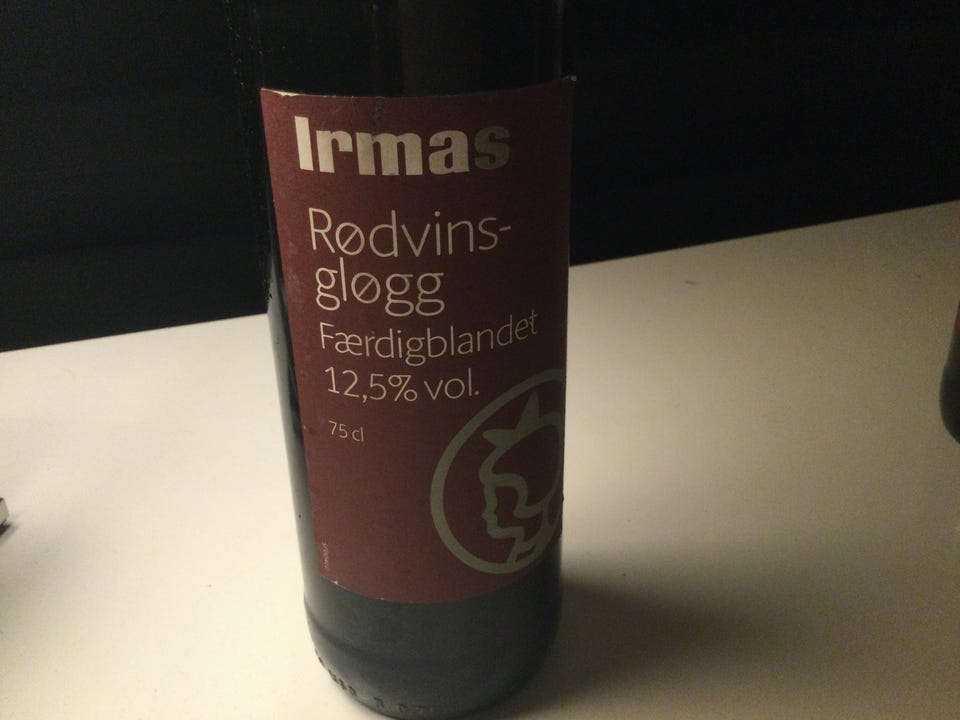 Irmas
Rødvins-
gløgg
Færdigblandet
12,5% vol.
75 cl